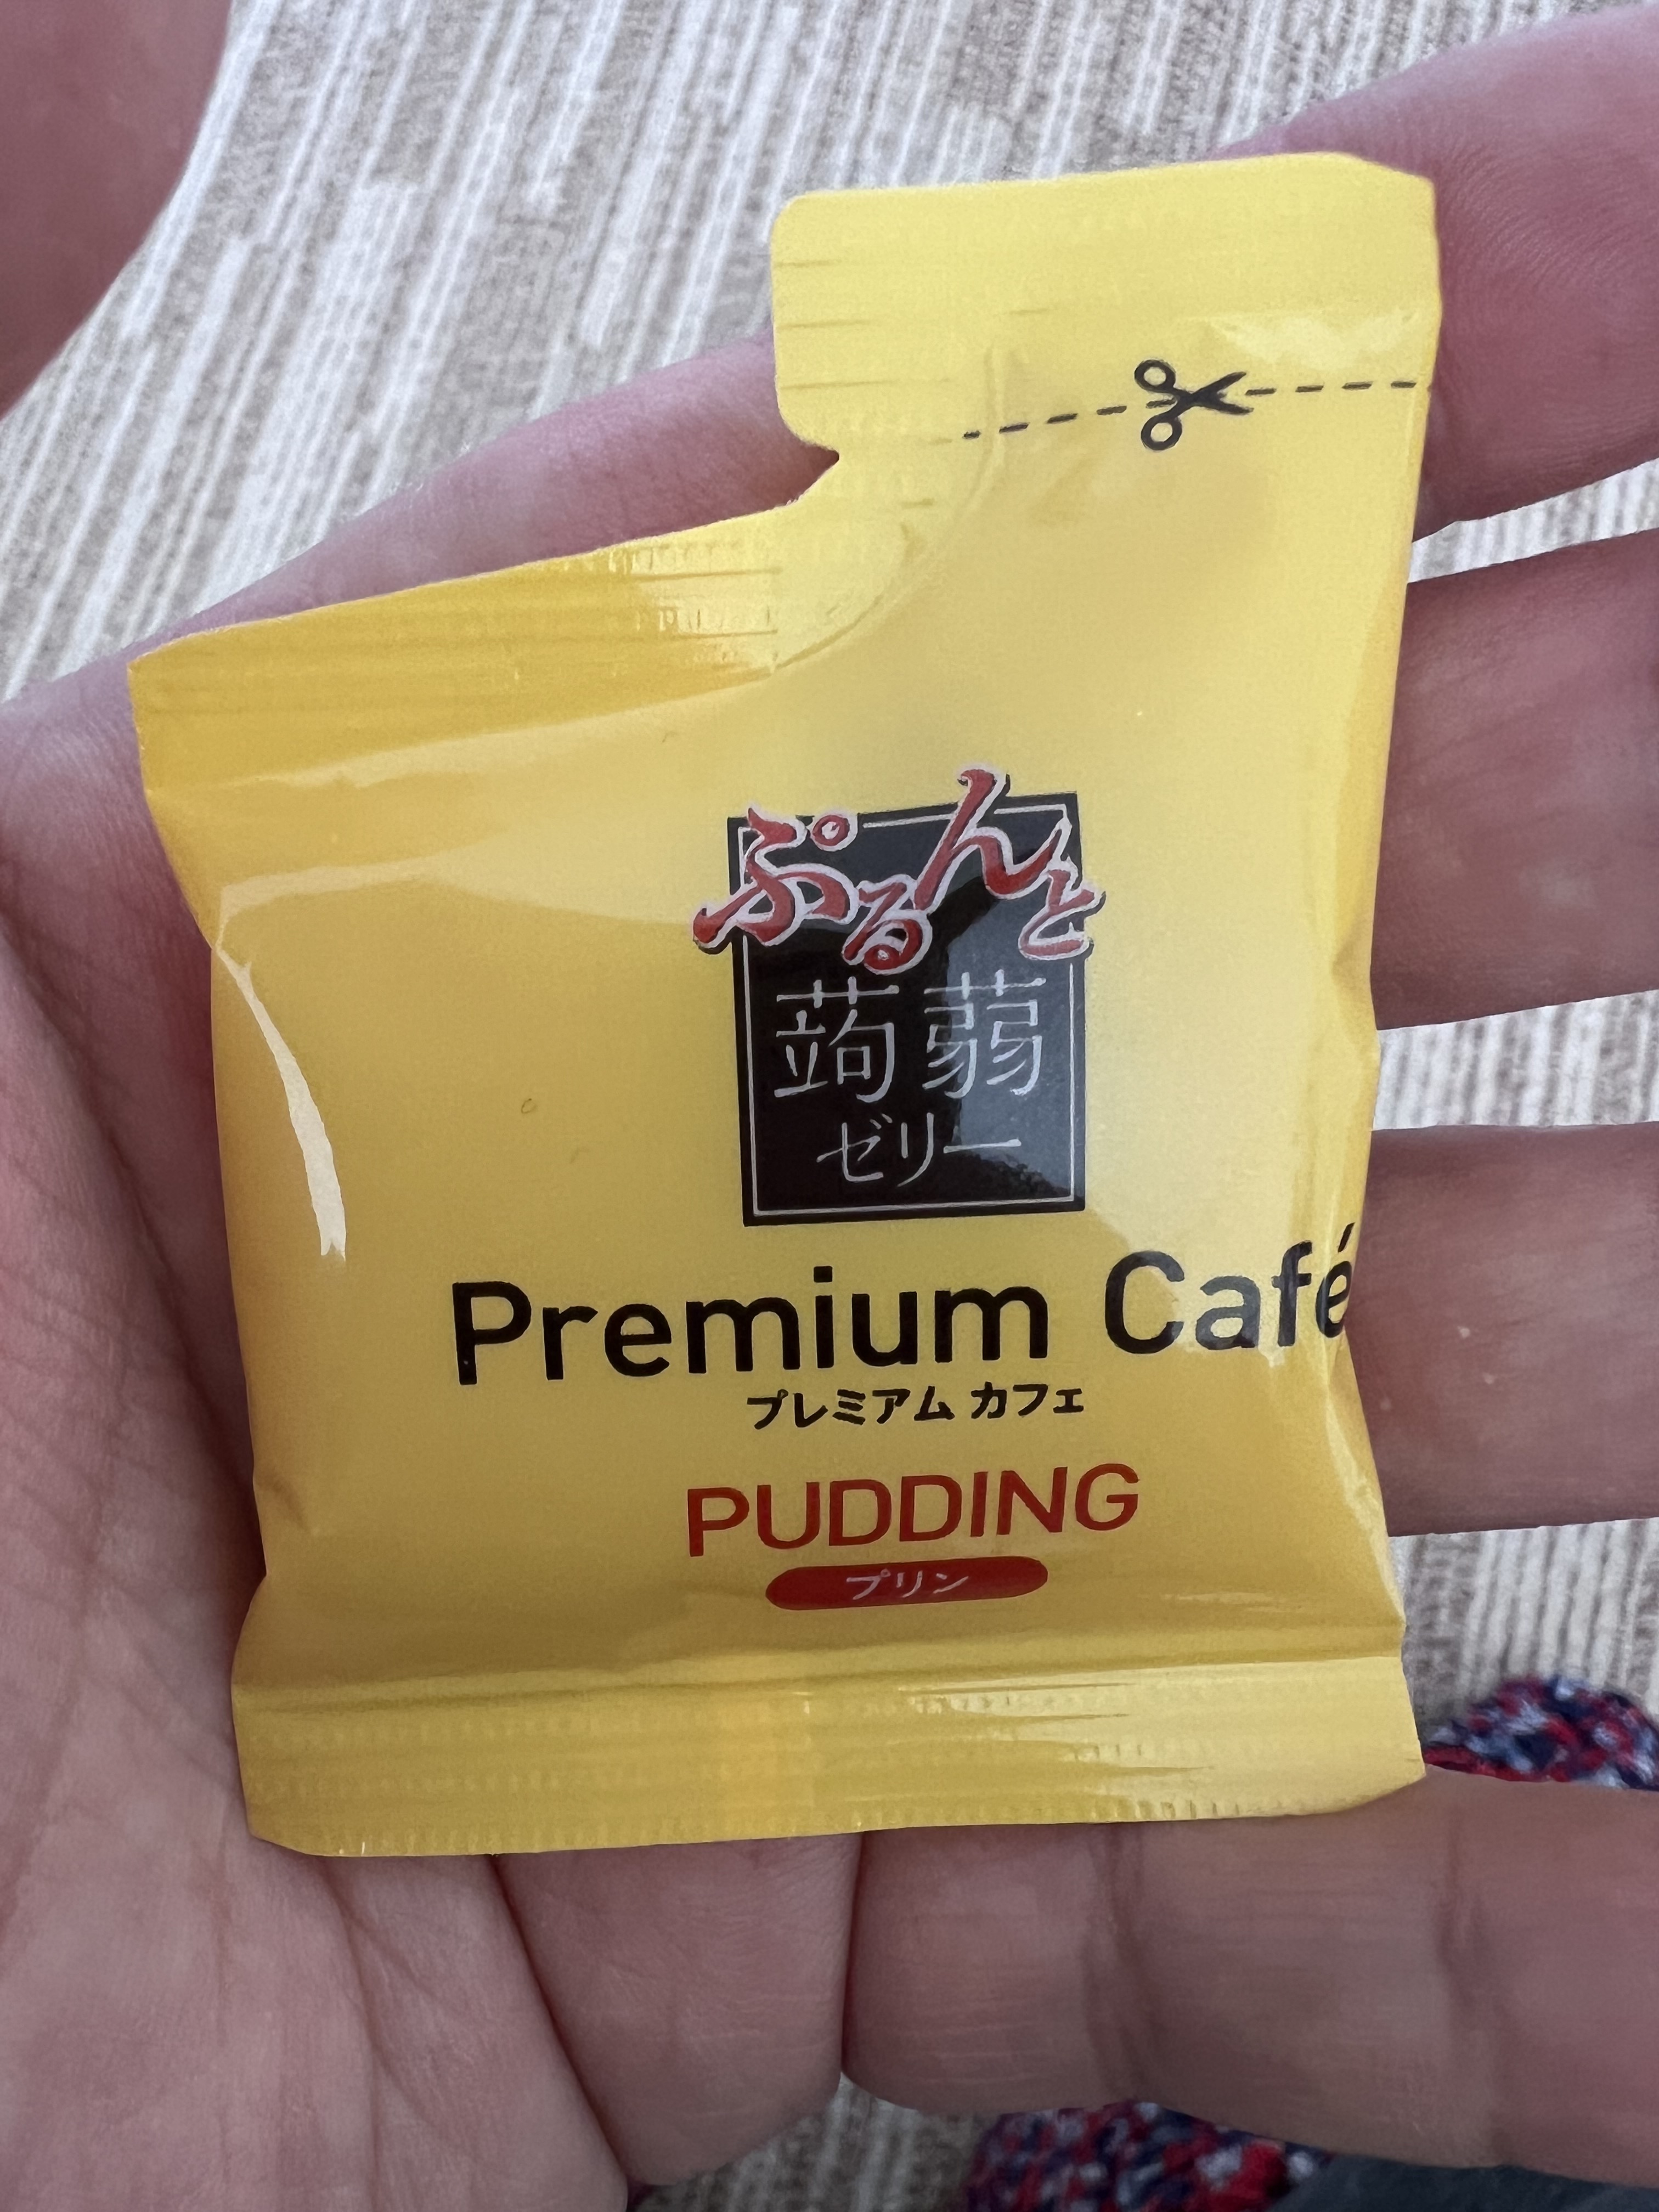 ぷるんと
蒟蒻
ゼリー
Premium Café
プレミアム カフェ
PUDDING
プリン